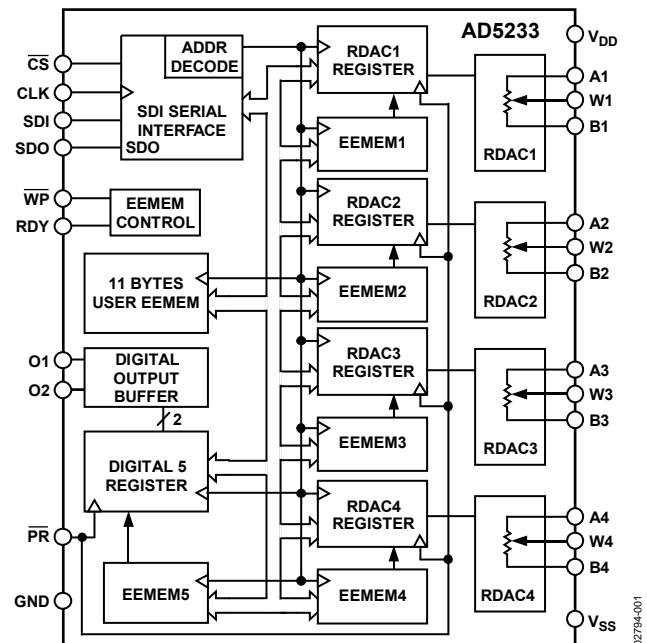 AD5233
VDD
CS
CLK
SDI
SDO
ADDR
DECODE
SDI SERIAL
INTERFACE
SDO
WP
RDY
EEMEM
CONTROL
11 BYTES
USER EEMEM
O1
O2
DIGITAL
OUTPUT
BUFFER
2
DIGITAL 5
REGISTER
PR
GND
EEMEM5
RDAC1
REGISTER
EEMEM1
RDAC2
REGISTER
EEMEM2
RDAC3
REGISTER
EEMEM3
RDAC4
REGISTER
EEMEM4
A1
W1
B1
RDAC1
A2
W2
B2
RDAC2
A3
W3
B3
RDAC3
A4
W4
B4
RDAC4
VSS
02794-001